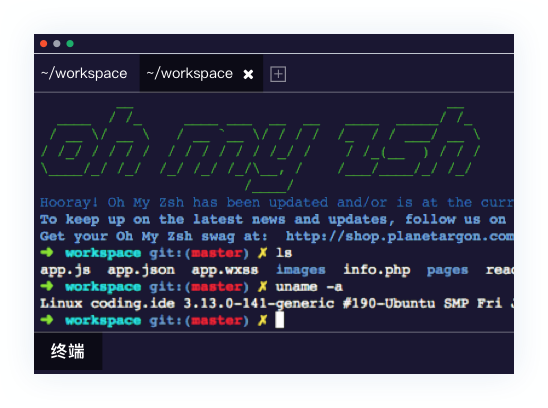 ~/workspace ~/workspace
oh my zsh
Hooray! Oh My Zsh has been updated and/or is at the curr
To keep up on the latest news and updates, follow us on
Get your Oh My Zsh swag at: http://shop.planetargon.com
➜ workspace git:(master) ✗ ls
app.js app.json app.wxss images info.php pages read
➜ workspace git:(master) ✗ uname -a
Linux coding.ide 3.13.0-141-generic #190-Ubuntu SMP Fri J
➜ workspace git:(master) ✗
终端